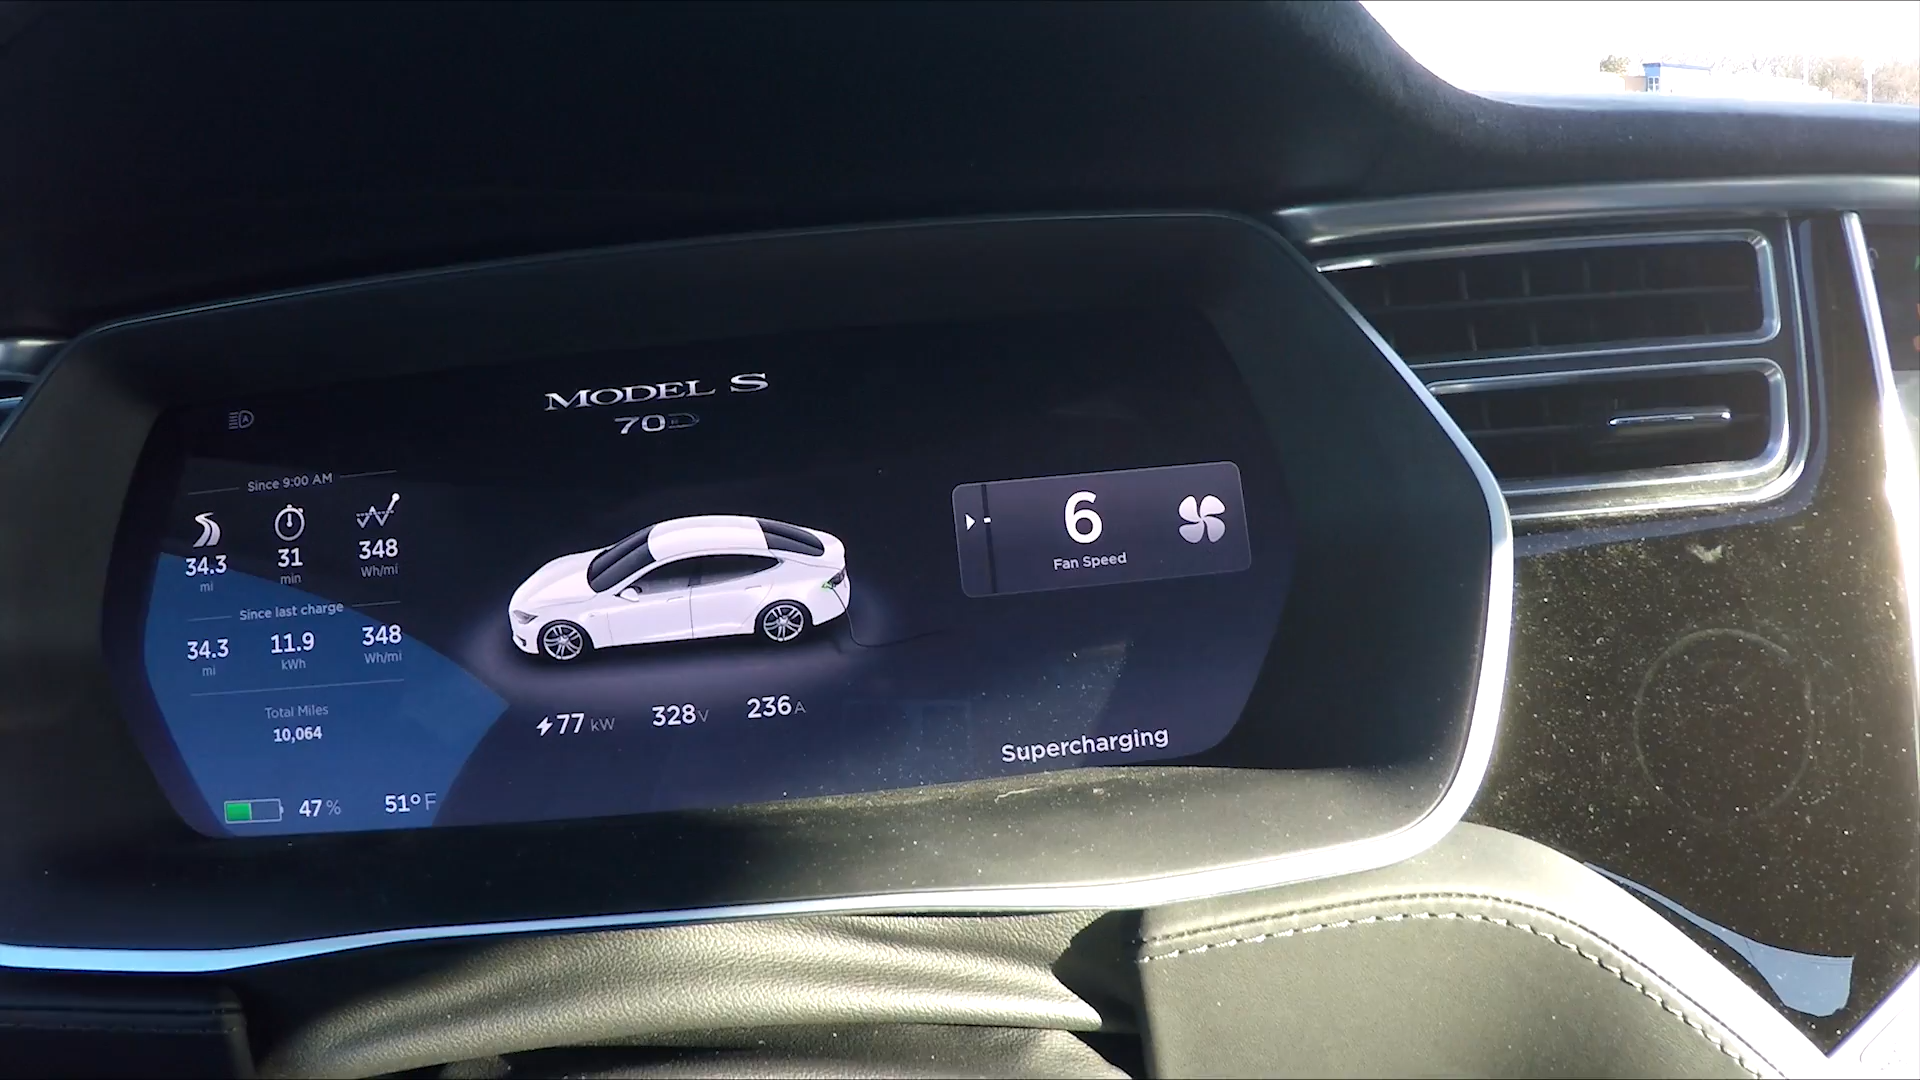 MODEL S
70D
Since 9:00 AM
34.3 31 348
mi min Wh/mi
Since last charge
34.3 11.9 348
mi kWh Wh/mi
Total Miles
10,064
47 % 51° F
77 kW 328 V 236 A
6
Fan Speed
Supercharging